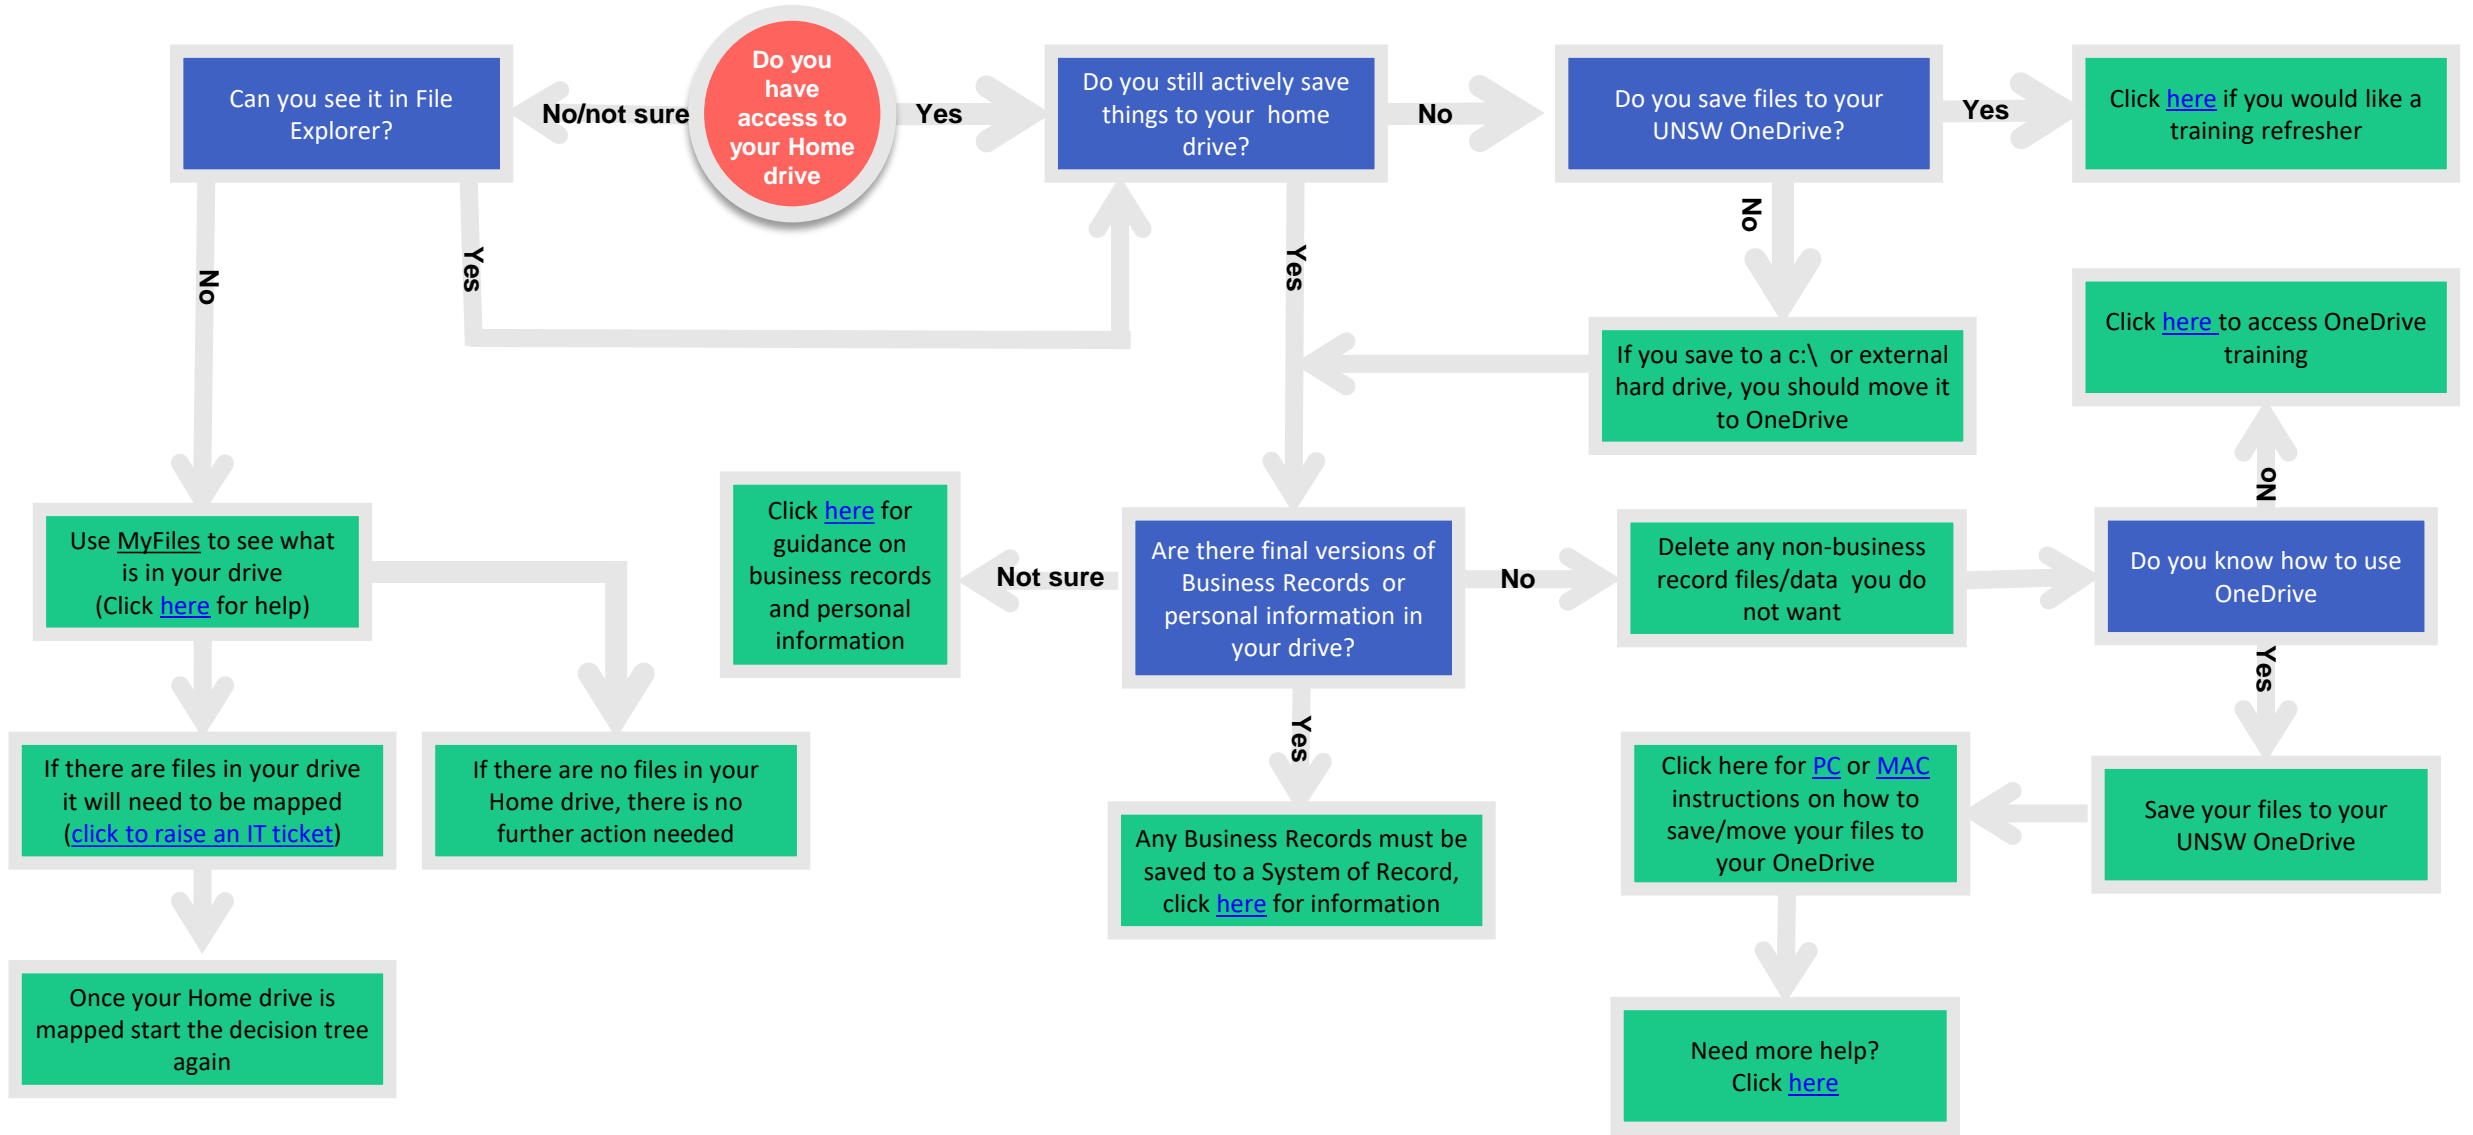 Can you see it in File
Explorer?
No/not sure
Do you
have
access to
your Home
drive
Yes
Do you still actively save
things to your home
drive?
No
Do you save files to your
UNSW OneDrive?
Yes
Click here if you would like a
training refresher
No
Yes
Yes
No
If you save to a c:\ or external
hard drive, you should move it
to OneDrive
Click here to access OneDrive
training
No
Use MyFiles to see what
is in your drive
(Click here for help)
Click here for
guidance on
business records
and personal
information
Not sure
Are there final versions of
Business Records or
personal information in
your drive?
No
Delete any non-business
record files/data you do
not want
Do you know how to use
OneDrive
Yes
Yes
If there are files in your drive
it will need to be mapped
(click to raise an IT ticket)
If there are no files in your
Home drive, there is no
further action needed
Any Business Records must be
saved to a System of Record,
click here for information
Click here for PC or MAC
instructions on how to
save/move your files to
your OneDrive
Save your files to your
UNSW OneDrive
Once your Home drive is
mapped start the decision tree
again
Need more help?
Click here